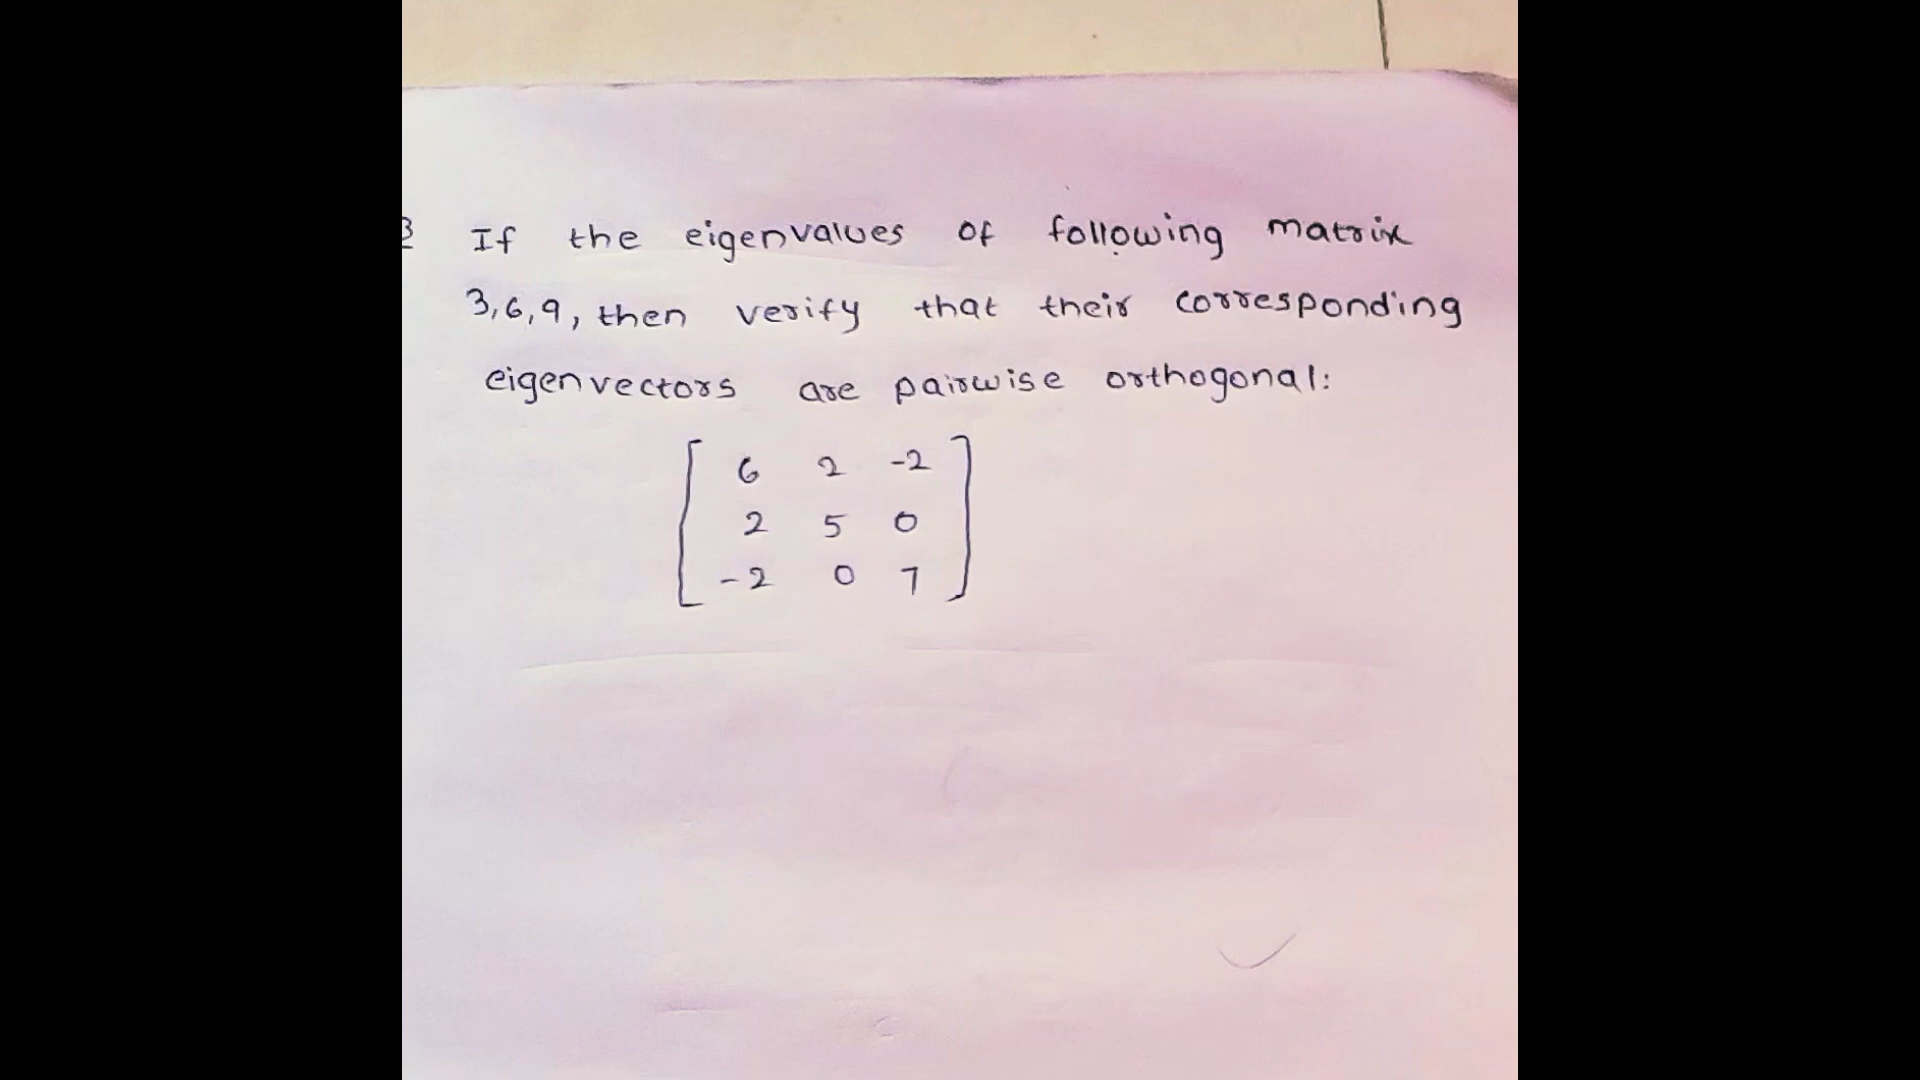 If the eigenvalues of following matrix
3,6,9, then verify that their corresponding
eigenvectors are pairwise orthogonal:
6 2 -2
2 5 0
-2 0 7